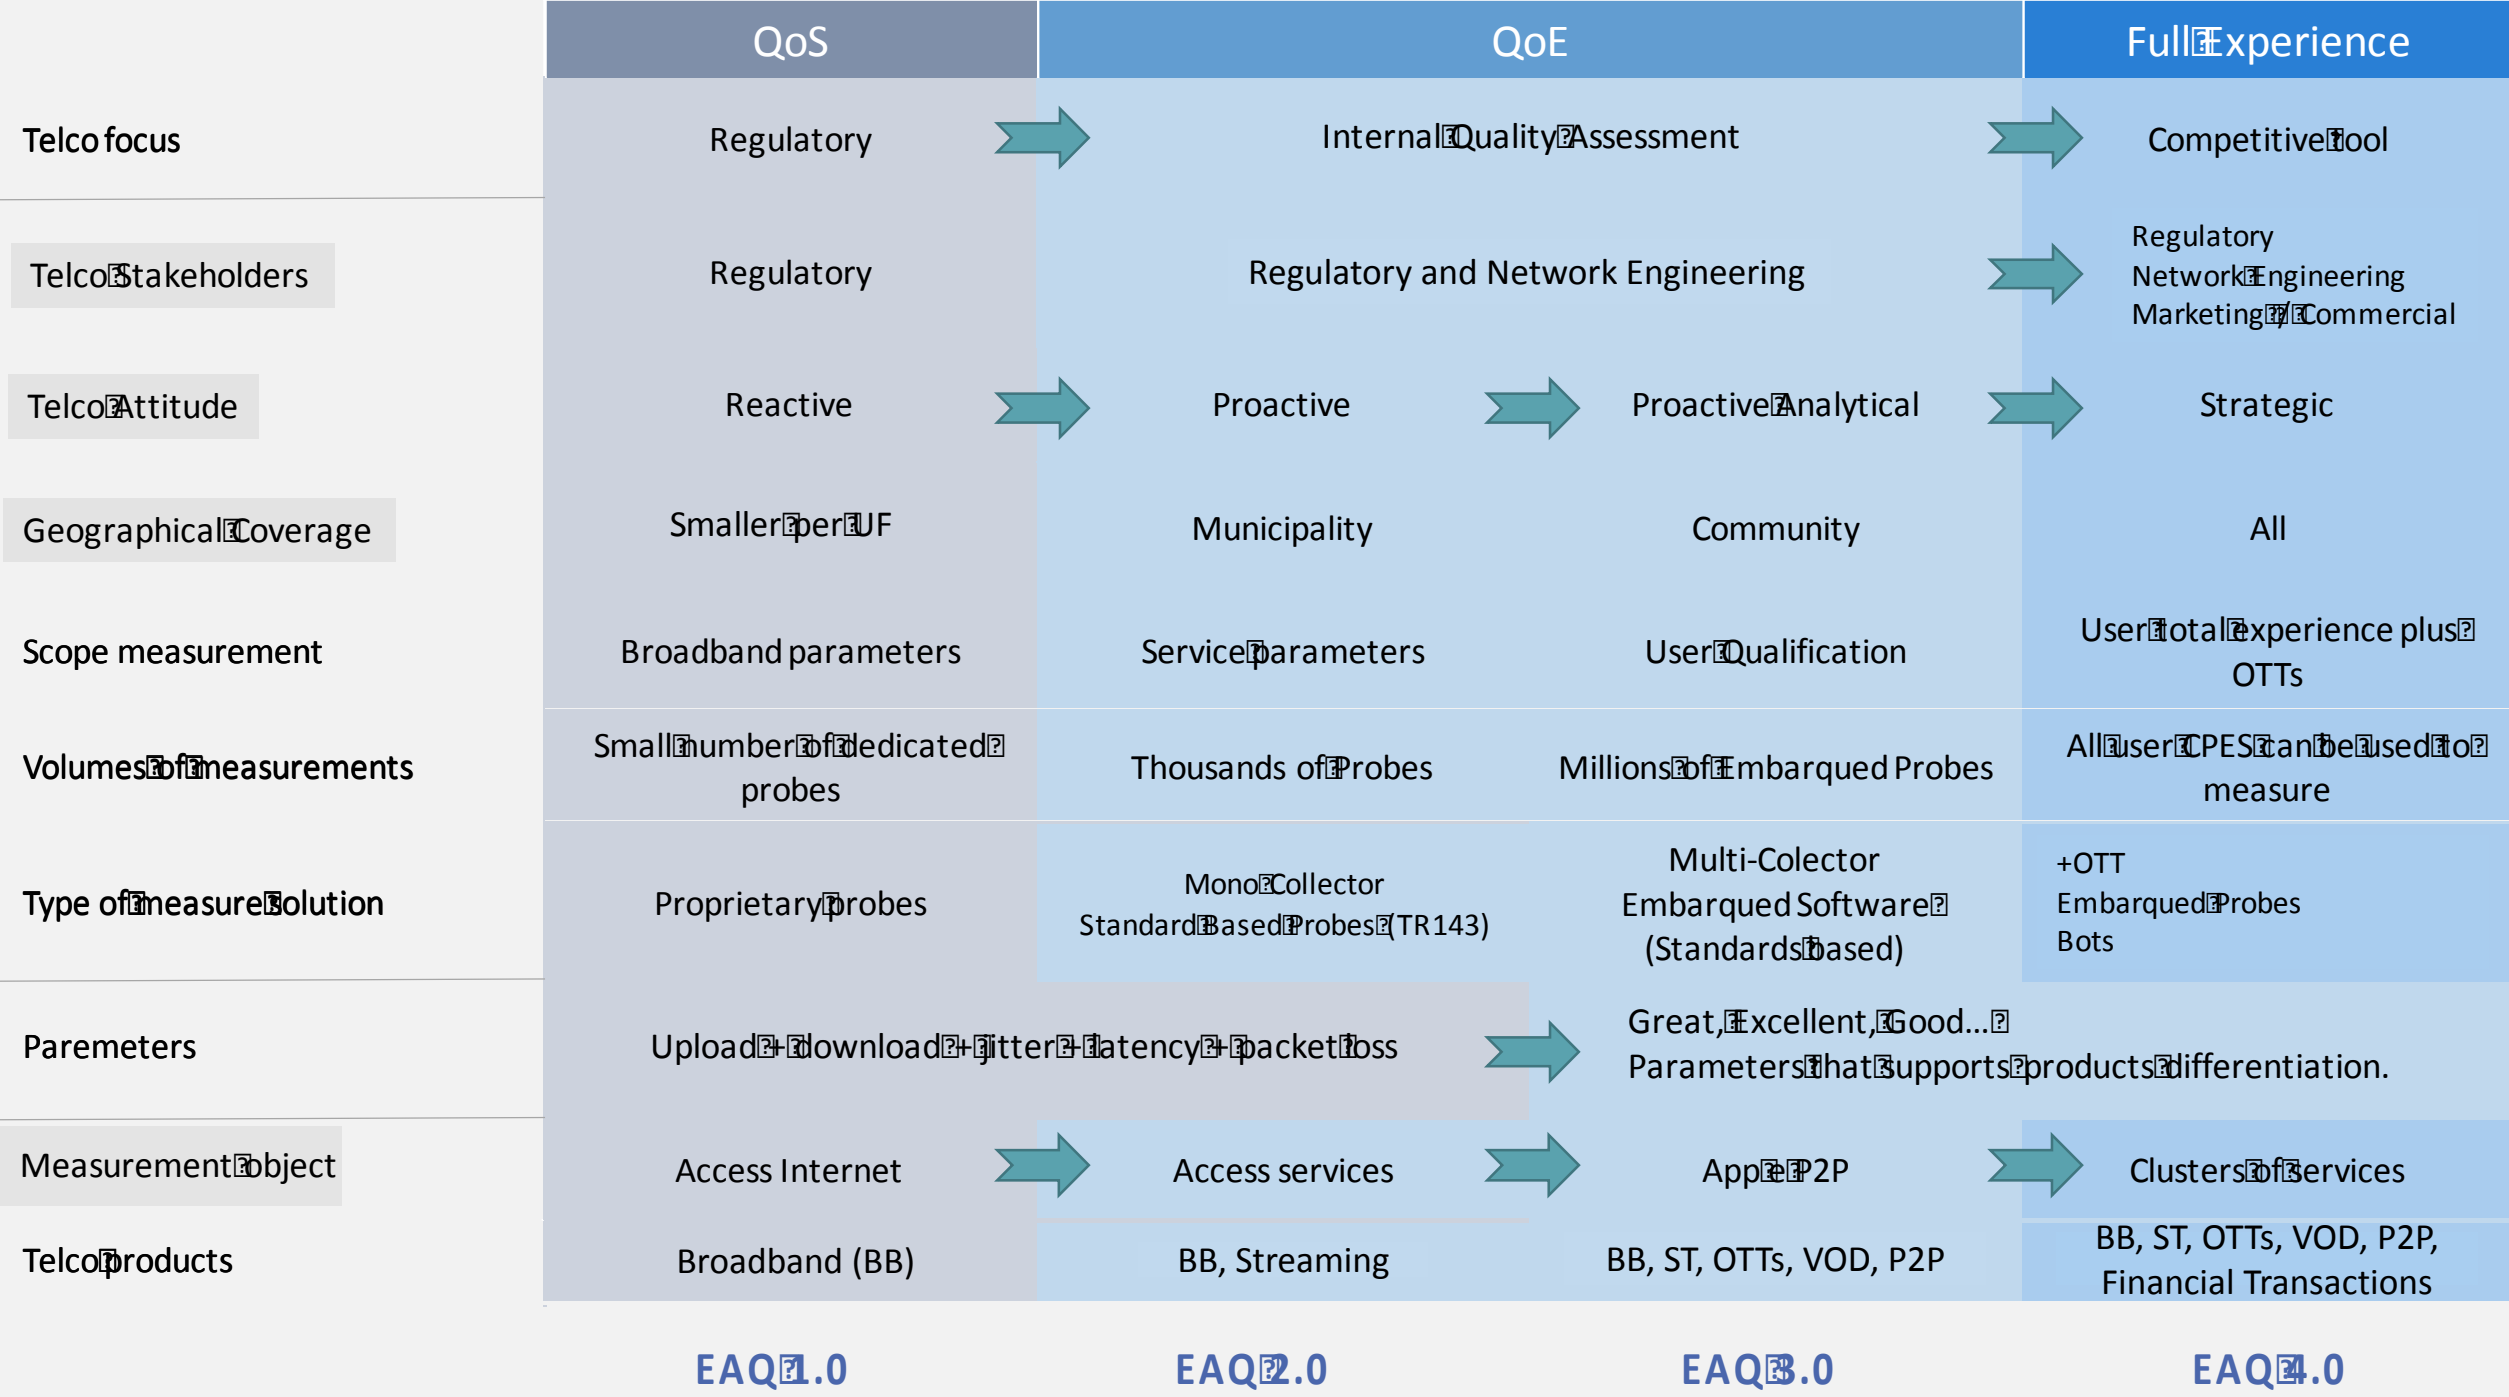 QoS QoE Full Experience
Telco focus Regulatory Internal Quality Assessment Competitive tool
Telco Stakeholders Regulatory Regulatory and Network Engineering
Regulatory
Network Engineering
Marketing / Commercial
Telco Attitude Reactive Proactive Proactive Analytical Strategic
Geographical Coverage Smaller per UF Municipality Community All
Scope measurement Broadband parameters Service parameters User Qualification
User total experience plus
OTTs
Volumes of measurements
Small number of dedicated
probes
Thousands of Probes Millions of Embarqued Probes
All user CPES can be used to
measure
Type of measure solution Proprietary probes
Mono Collector
Standard Based Probes (TR143)
Multi-Colector
Embarqued Software
(Standards based)
+OTT
Embarqued Probes
Bots
Paremeters Upload + download + jitter + latency + packet loss
Great, Excellent, Good...
Parameters that supports products differentiation.
Measurement object Access Internet Access services App e P2P Clusters of services
Telco products Broadband (BB) BB, Streaming BB, ST, OTTs, VOD, P2P
BB, ST, OTTs, VOD, P2P,
Financial Transactions
EAQ 1.0 EAQ 2.0 EAQ 3.0 EAQ 4.0